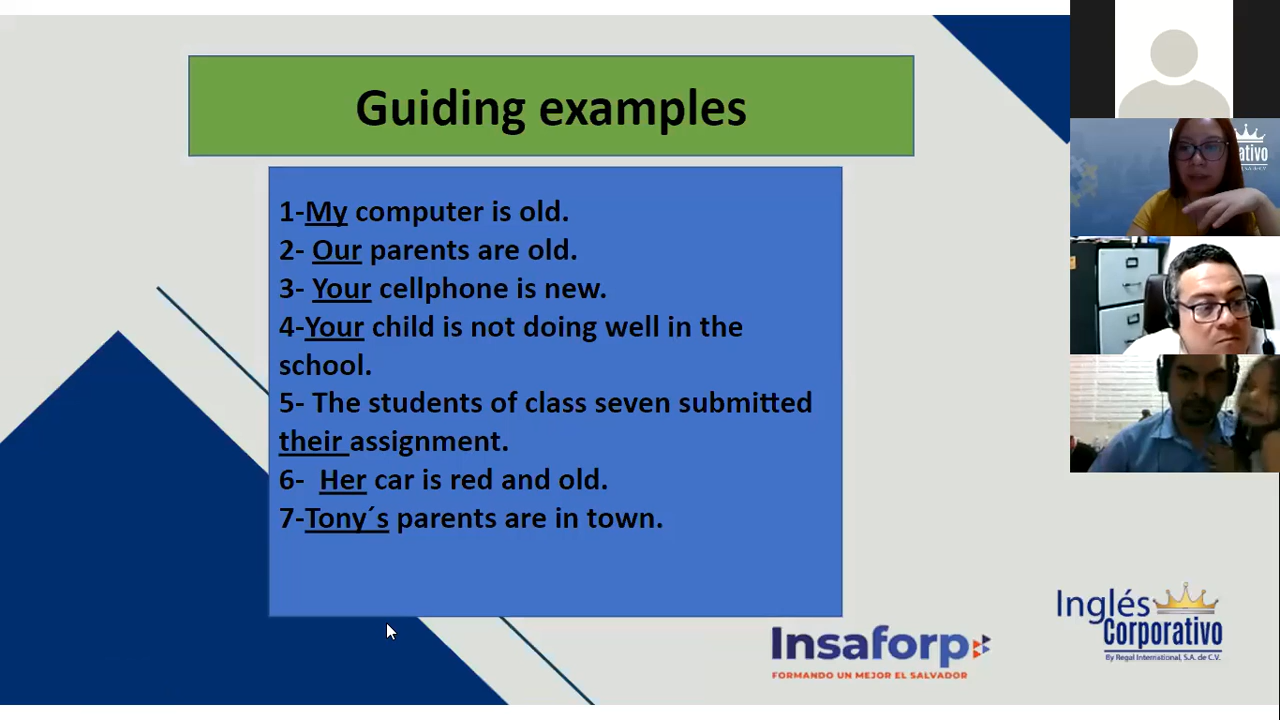 Guiding examples
1-My computer is old.
2- Our parents are old.
3- Your cellphone is new.
4-Your child is not doing well in the
school.
5- The students of class seven submitted
their assignment.
6- Her car is red and old.
7-Tony´s parents are in town.
Insaforp
FORMANDO UN MEJOR EL SALVADOR
Inglés
Corporativo
By Regal International, S.A. de C.V.